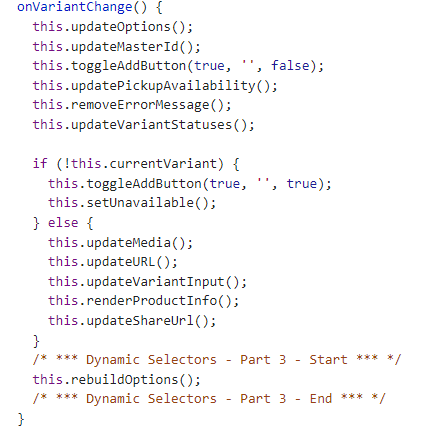 onVariantChange() {
this.updateOptions();
this.updateMasterId();
this.toggleAddButton(true, '', false);
this.updatePickupAvailability();
this.removeErrorMessage();
this.updateVariantStatuses();
if (!this.currentVariant) {
this.toggleAddButton(true, '', true);
this.setUnavailable();
} else {
this.updateMedia();
this.updateURL();
this.updateVariantInput();
this.renderProductInfo();
this.updateShareUrl();
}
/* *** Dynamic Selectors - Part 3 - Start *** */
this.rebuildOptions();
/* *** Dynamic Selectors - Part 3 - End *** */
}